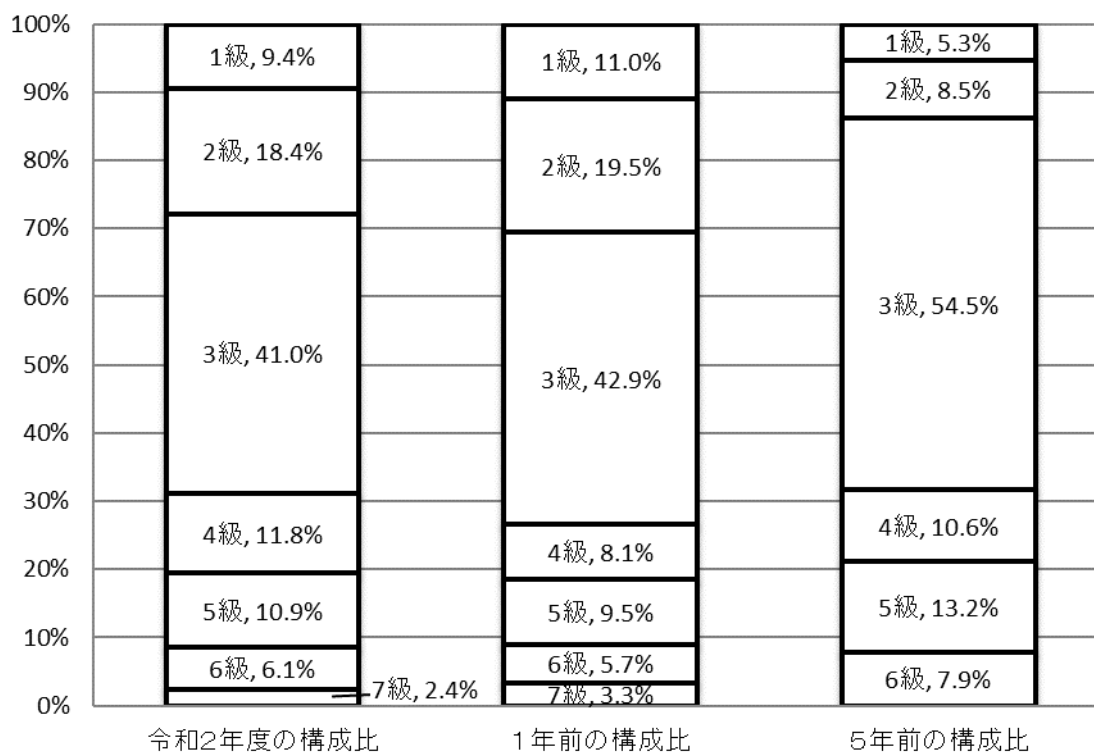 100%
90%
80%
70%
60%
50%
40%
30%
20%
10%
0%
1級, 9.4%
2級, 18.4%
3級, 41.0%
4級, 11.8%
5級, 10.9%
6級, 6.1%
7級, 2.4%
1級, 11.0%
2級, 19.5%
3級, 42.9%
4級, 8.1%
5級, 9.5%
6級, 5.7%
7級, 3.3%
1級, 5.3%
2級, 8.5%
3級, 54.5%
4級, 10.6%
5級, 13.2%
6級, 7.9%
令和2年度の構成比
1年前の構成比
5年前の構成比